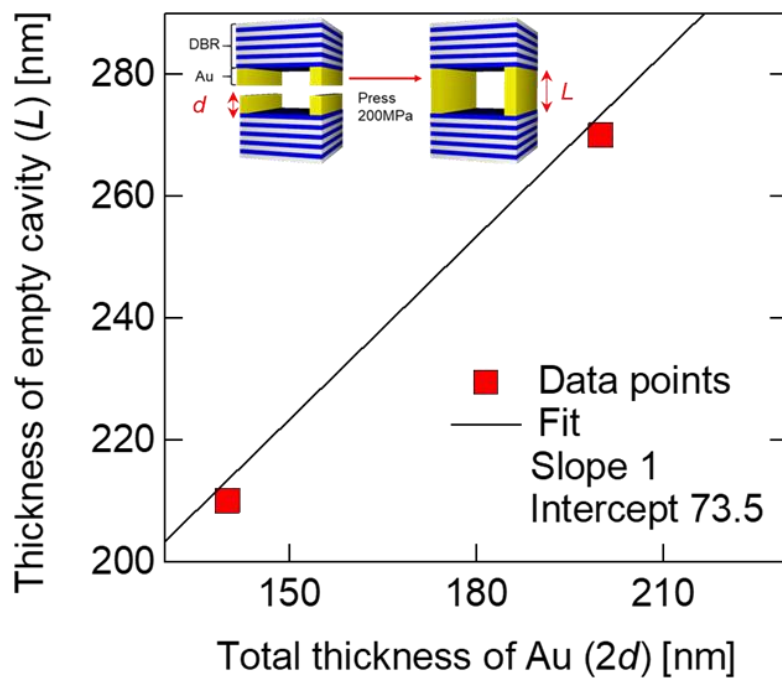 Thickness of empty cavity (L) [nm]
280
260
240
220
200
DBR
Au
d
Press
200MPa
L
Data points
Fit
Slope 1
Intercept 73.5
150
180
210
Total thickness of Au (2d) [nm]